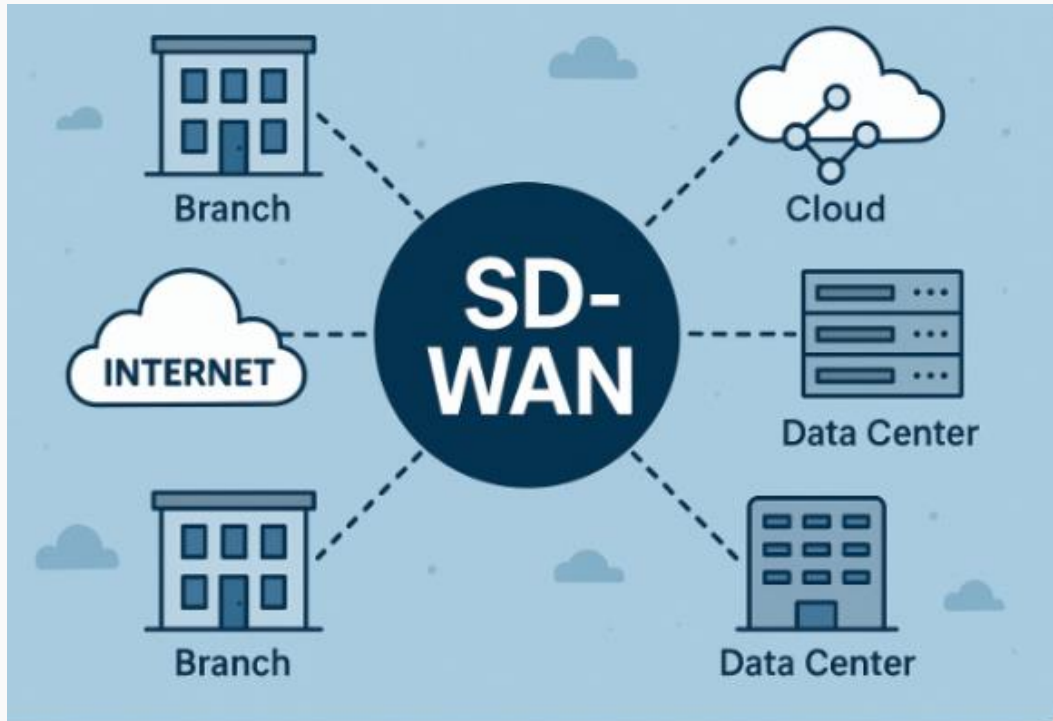 Branch
Cloud
SD-
WAN
INTERNET
Data Center
Branch
Data Center